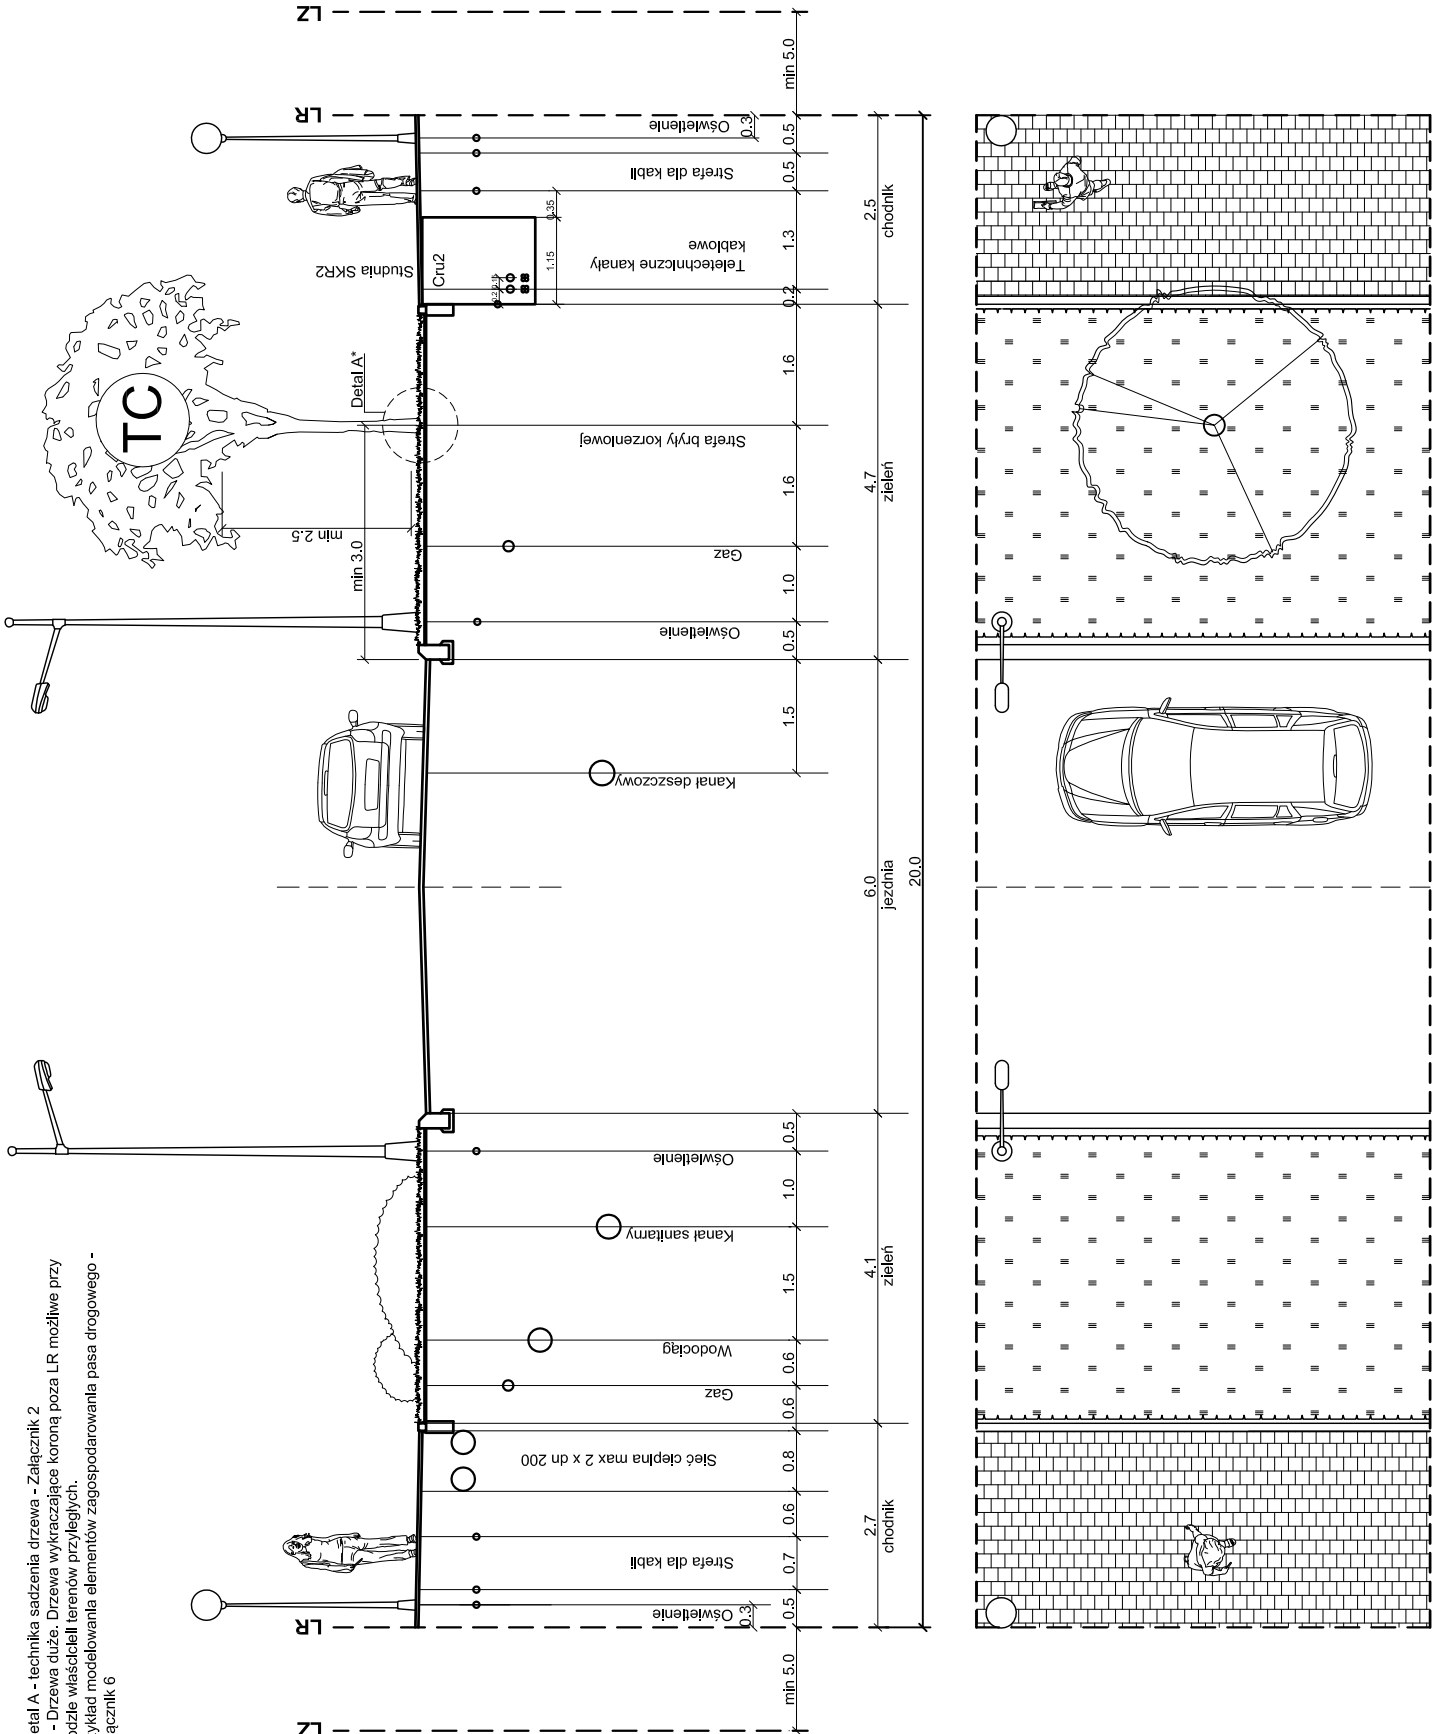 etal A - technika sadzenia drzewa - Załącznik 2
- Drzewa duże. Drzewa wykraczające koroną poza LR możliwe przy
odzie właścicieli terenów przyległych.
ykład modelowania elementów zagospodarowania pasa drogowego -
ącznik 6
LZ
LR
LR
LZ
TC
Detal A*
min 2.5
min 3.0
Studnia SKR2
Cru2
0.2
0.15
1.15
0.35
Oświetlenie
0.3
Strefa dla kabli
Sieć cieplna max 2 x dn 200
Gaz
Wodociąg
Kanał sanitarny
Oświetlenie
Kanał deszczowy
Oświetlenie
Gaz
Strefa bryły korzeniowej
Teletechniczne kanały
kablowe
Strefa dla kabli
Oświetlenie
0.3
min 5.0
0.5
0.7
0.6
0.8
0.6
0.6
1.5
1.0
0.5
1.5
0.5
1.0
1.6
1.6
0.2
1.3
0.5
0.5
min 5.0
2.7
chodnik
4.1
zieleń
6.0
jezdnia
4.7
zieleń
2.5
chodnik
20.0